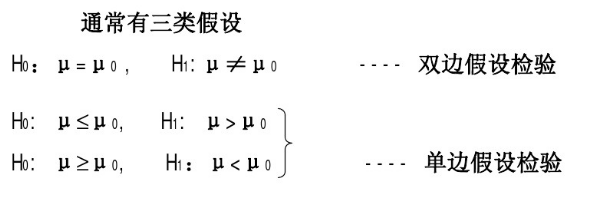 通常有三类假设
H₀： μ = μ₀ ， H₁: μ ≠ μ₀ ---- 双边假设检验
H₀: μ ≤ μ₀, H₁: μ > μ₀
H₀: μ ≥ μ₀, H₁： μ < μ₀ ---- 单边假设检验